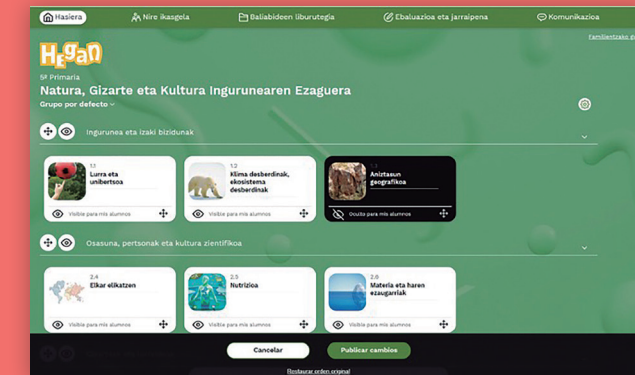 Hasiera
Nire ikasgela
Baliabideen liburutegia
Ebaluazioa eta jarraipena
Komunikazioa
Familientzako
HEgan
5º Primaria
Natura, Gizarte eta Kultura Ingurunearen Ezaguera
Grupo por defecto
Ingurunea eta izaki bizidunak
1.1
Lurra eta
unibertsoa
Visible para mis alumnos
1.2
Klima desberdinak,
ekosistema
desberdinak
Visible para mis alumnos
1.3
Aniztasun
geografikoa
Oculto para mis alumnos
Osasuna, pertsonak eta kultura zientifikoa
2.4
Elkar elikatzen
Visible para mis alumnos
2.5
Nutrizioa
Visible para mis alumnos
2.6
Materia eta haren
ezaugarriak
Visible para mis alumnos
Cancelar
Publicar cambios
Restaurar orden original